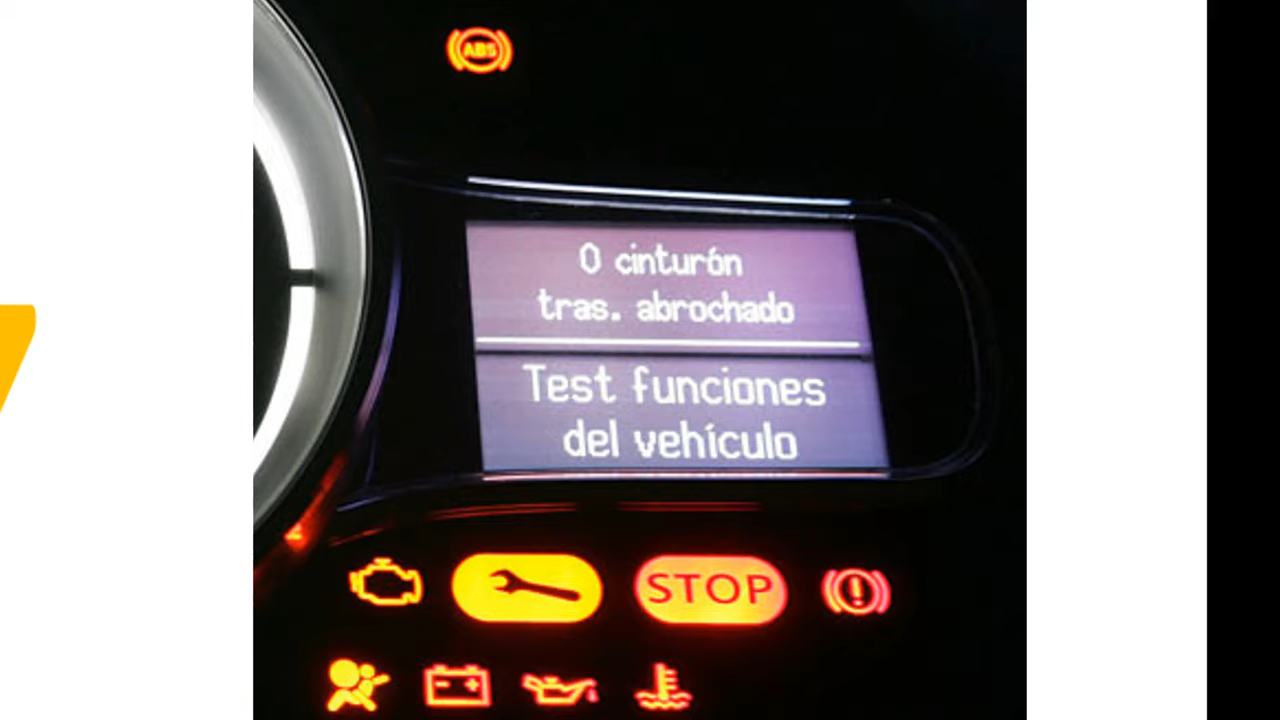 ABS
0 cinturón
tras. abrochado
Test funciones
del vehículo
STOP